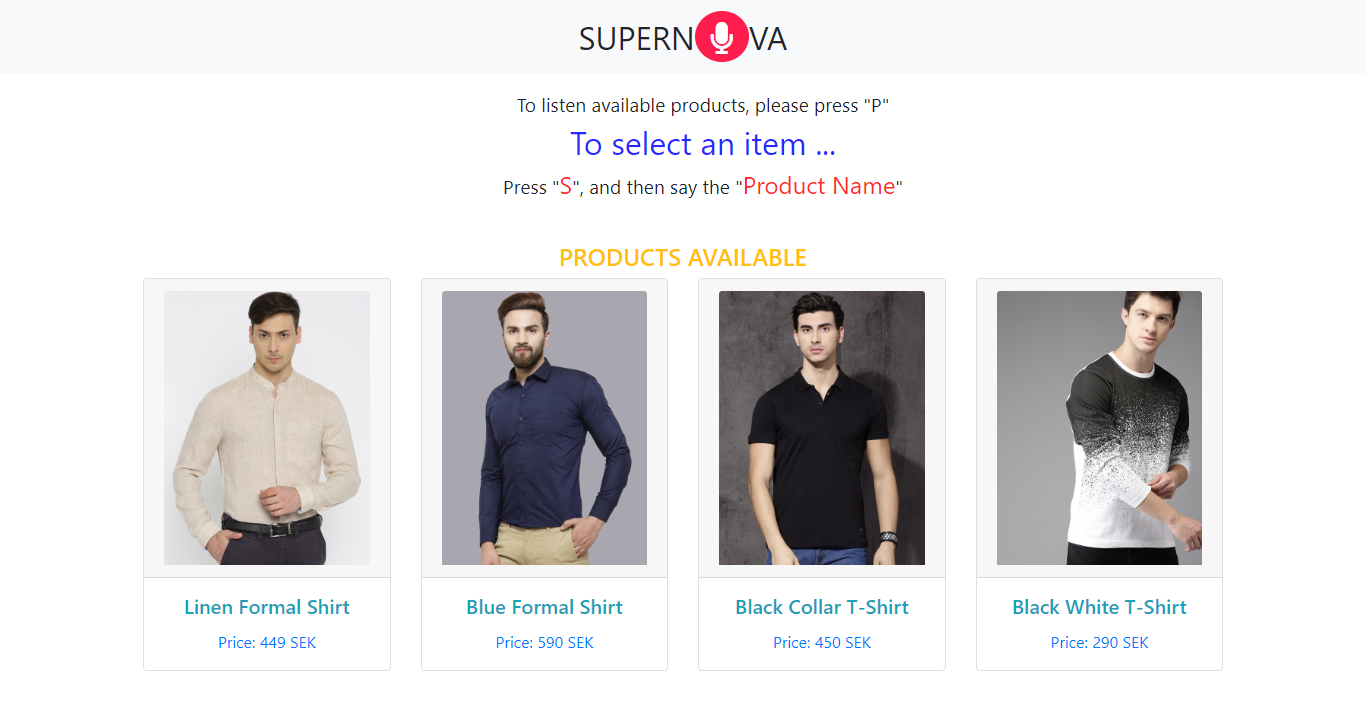 SUPERNVA
To listen available products, please press "P"
To select an item ...
Press "S", and then say the "Product Name"
PRODUCTS AVAILABLE
Linen Formal Shirt
Price: 449 SEK
Blue Formal Shirt
Price: 590 SEK
Black Collar T-Shirt
Price: 450 SEK
Black White T-Shirt
Price: 290 SEK